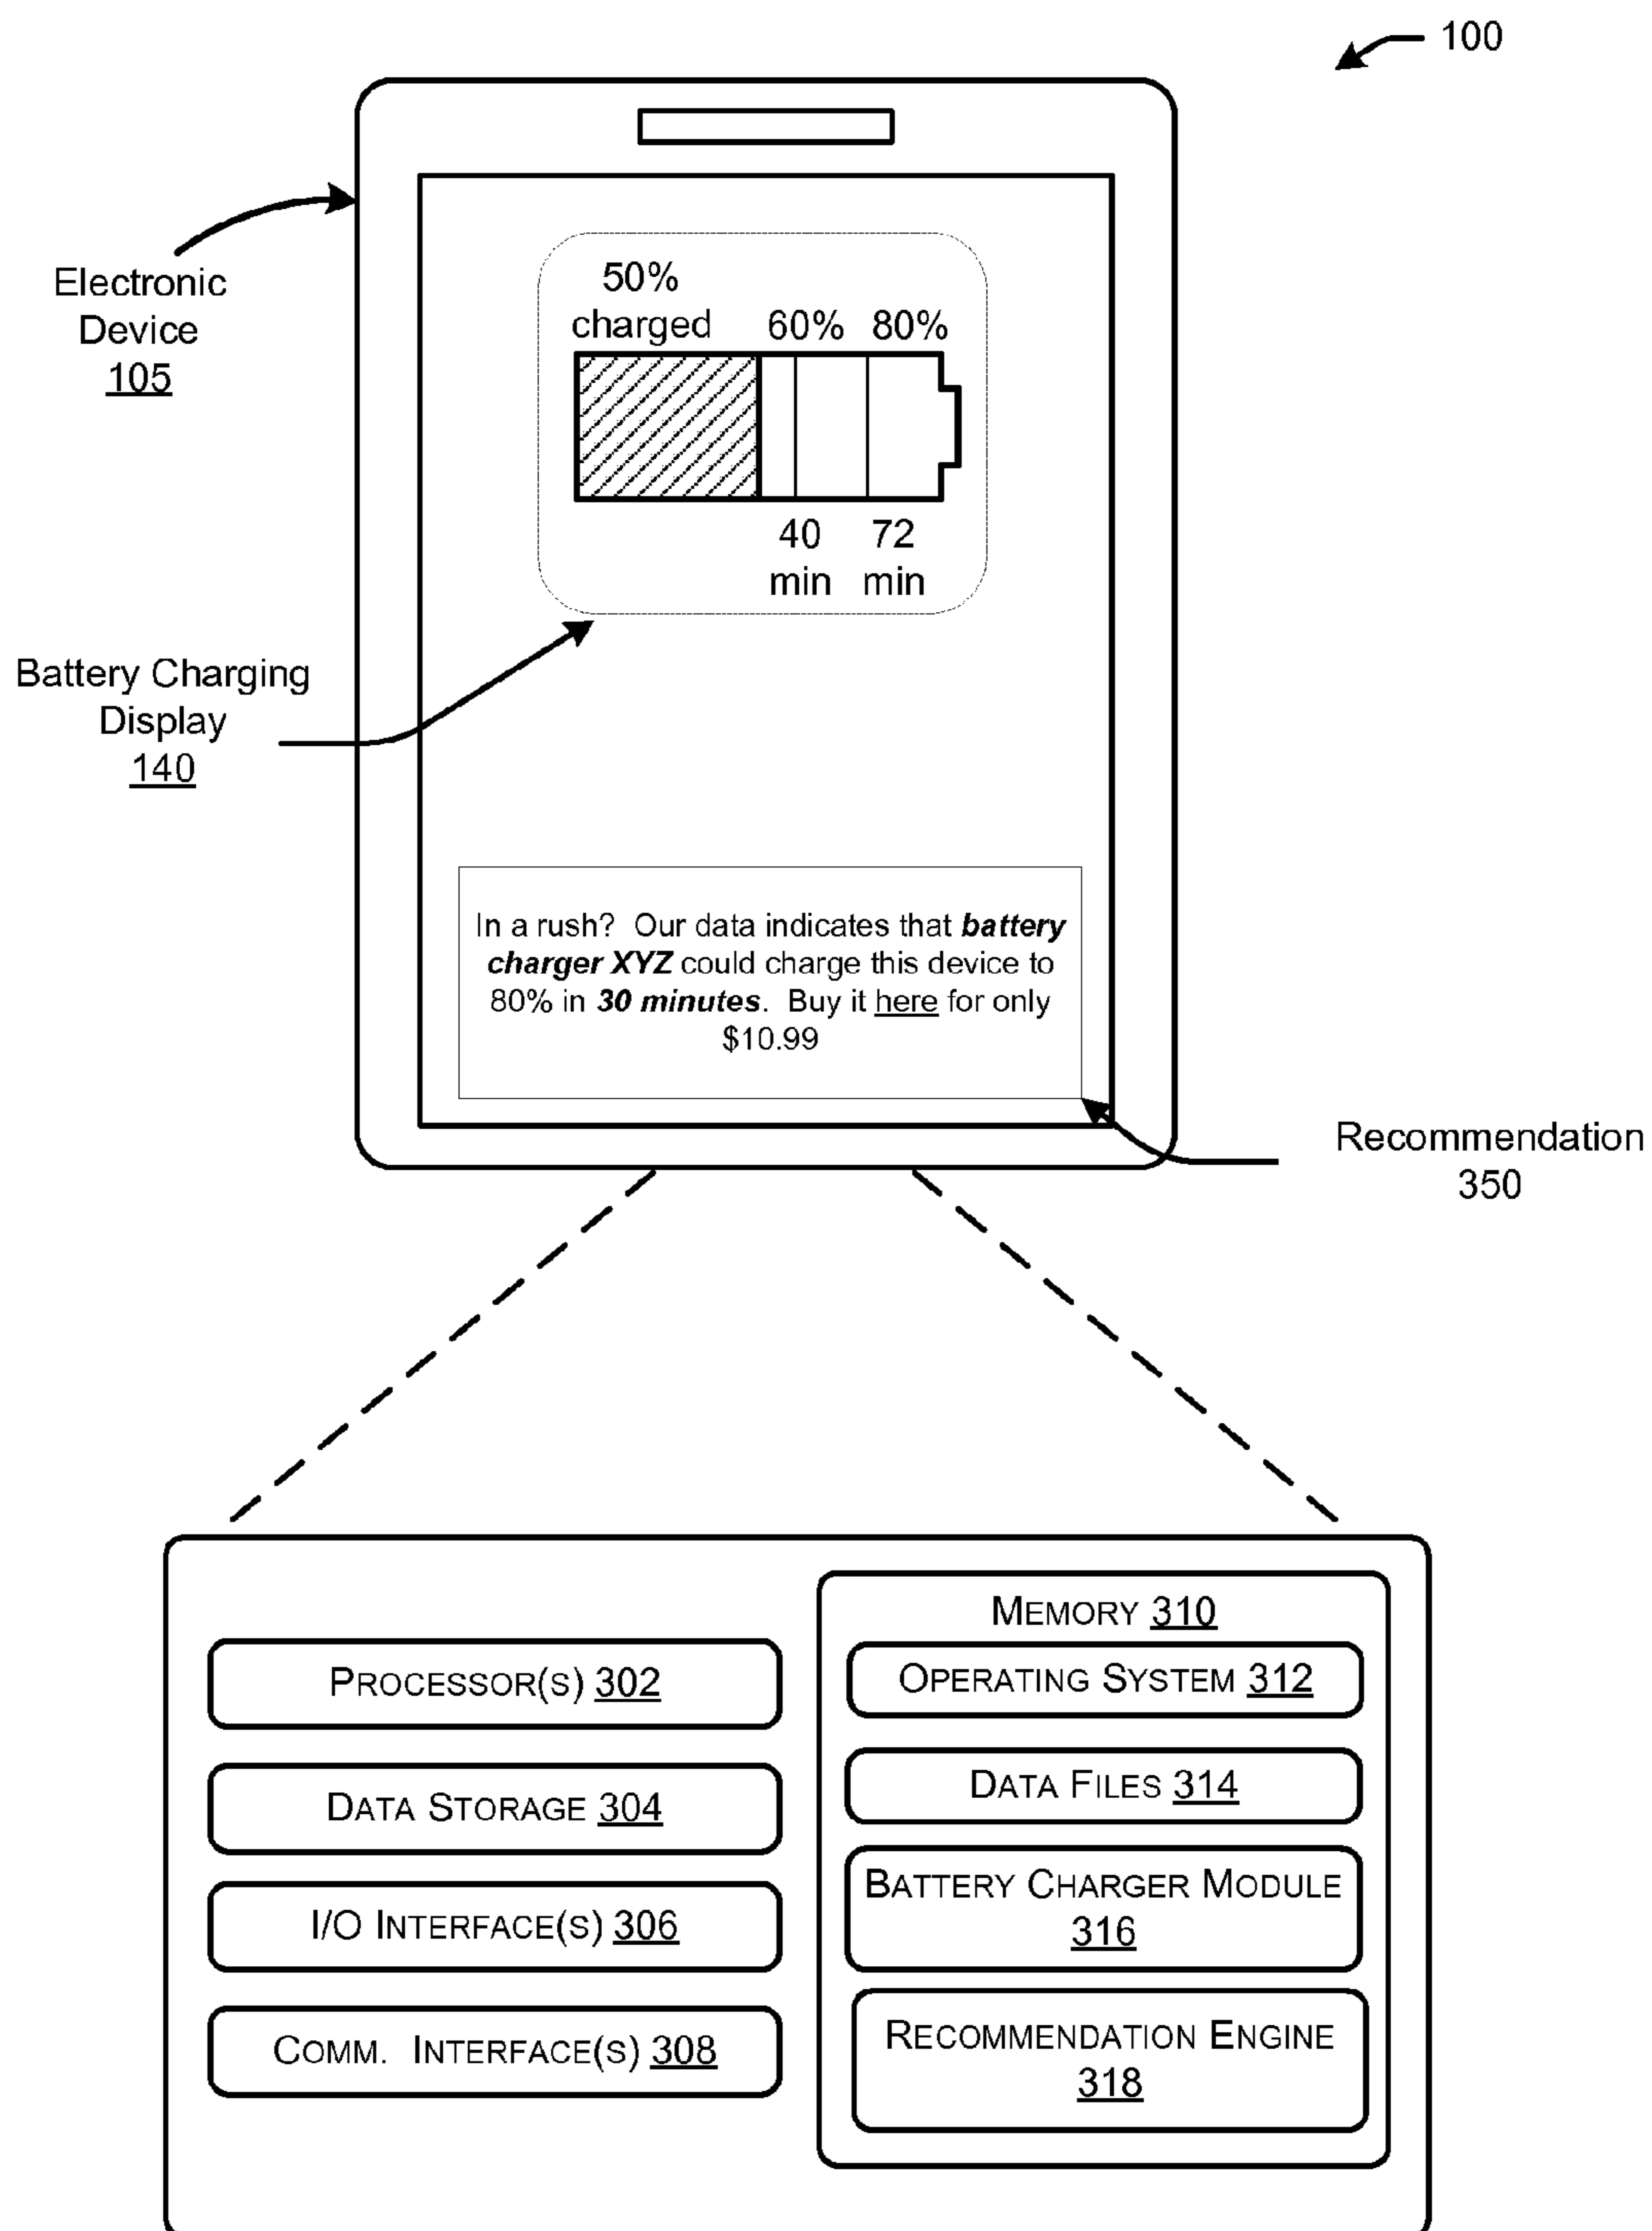 100
Electronic
Device
105
50%
charged 60% 80%
40 72
min min
Battery Charging
Display
140
In a rush? Our data indicates that battery
charger XYZ could charge this device to
80% in 30 minutes. Buy it here for only
$10.99
Recommendation
350
PROCESSOR(S) 302
DATA STORAGE 304
I/O INTERFACE(S) 306
COMM. INTERFACE(S) 308
MEMORY 310
OPERATING SYSTEM 312
DATA FILES 314
BATTERY CHARGER MODULE
316
RECOMMENDATION ENGINE
318